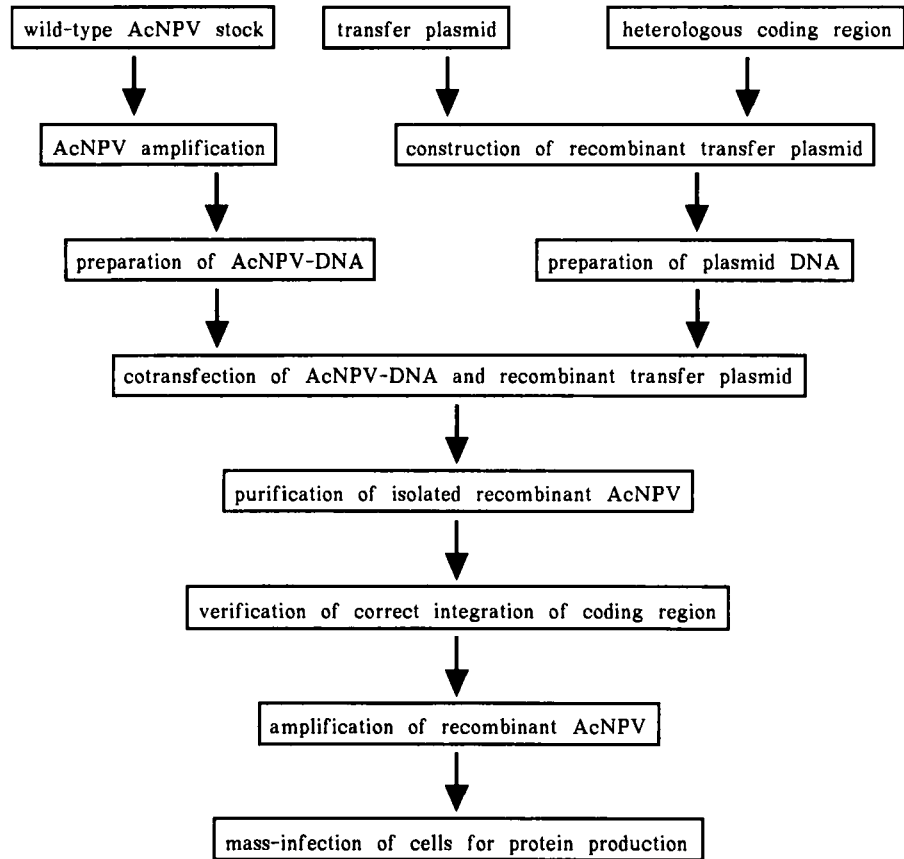 wild-type AcNPV stock
transfer plasmid
heterologous coding region
AcNPV amplification
construction of recombinant transfer plasmid
preparation of AcNPV-DNA
preparation of plasmid DNA
cotransfection of AcNPV-DNA and recombinant transfer plasmid
purification of isolated recombinant AcNPV
verification of correct integration of coding region
amplification of recombinant AcNPV
mass-infection of cells for protein production